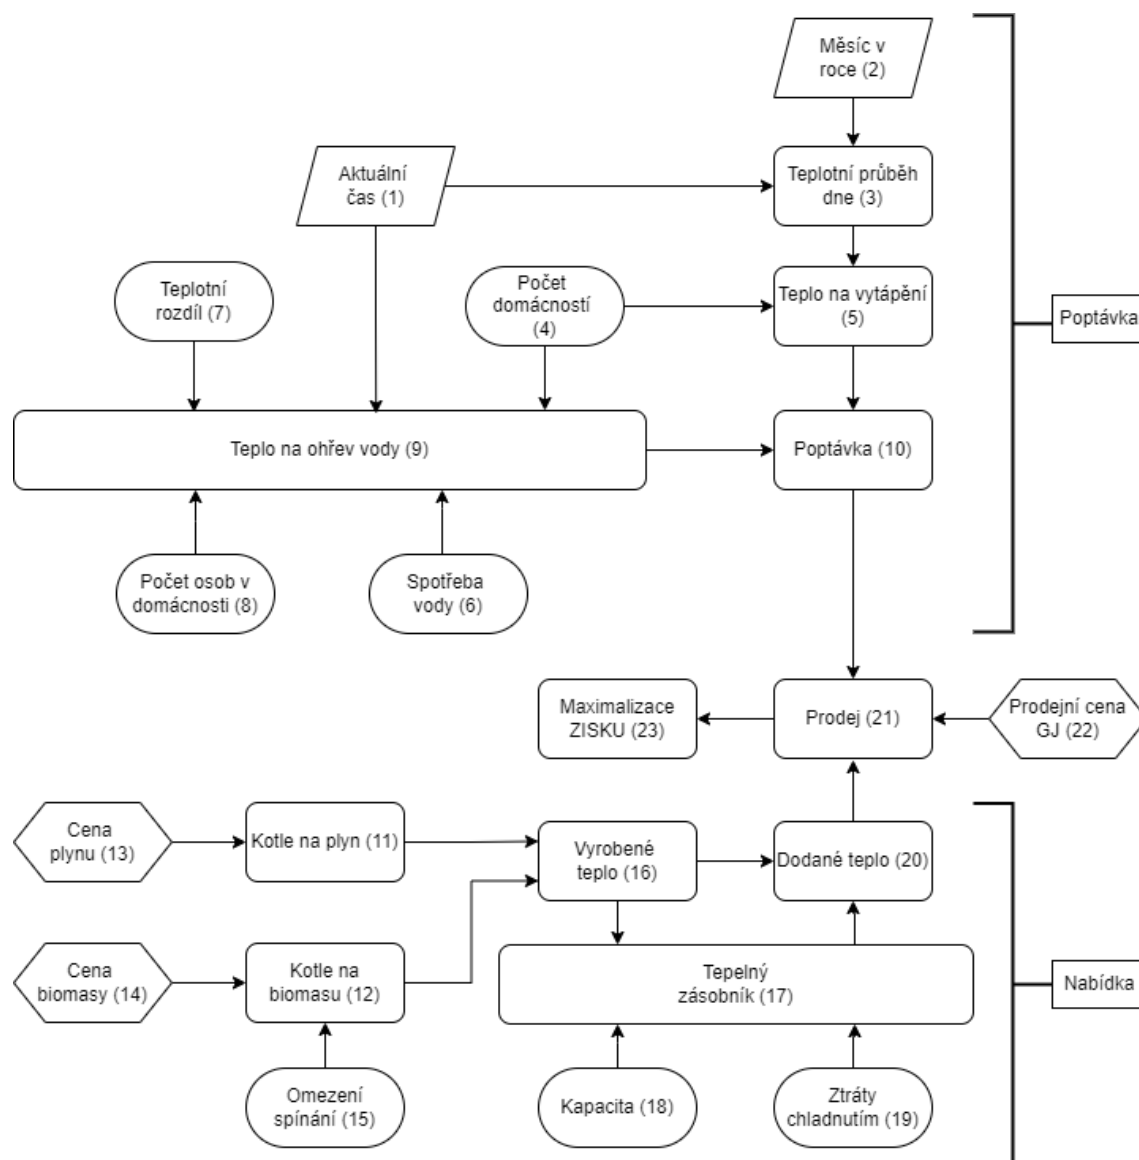 Měsíc v
roce (2)
Aktuální
čas (1)
Teplotní průběh
dne (3)
Teplotní
rozdíl (7)
Počet
domácností
(4)
Teplo na vytápění
(5)
Poptávka
Teplo na ohřev vody (9)
Poptávka (10)
Počet osob v
domácnosti (8)
Spotřeba
vody (6)
Maximalizace
ZISKU (23)
Prodej (21)
Prodejní cena
GJ (22)
Cena
plynu (13)
Kotle na plyn (11)
Vyrobené
teplo (16)
Dodané teplo (20)
Cena
biomasy (14)
Kotle na
biomasu (12)
Tepelný
zásobník (17)
Nabídka
Omezení
spínání (15)
Kapacita (18)
Ztráty
chladnutím (19)